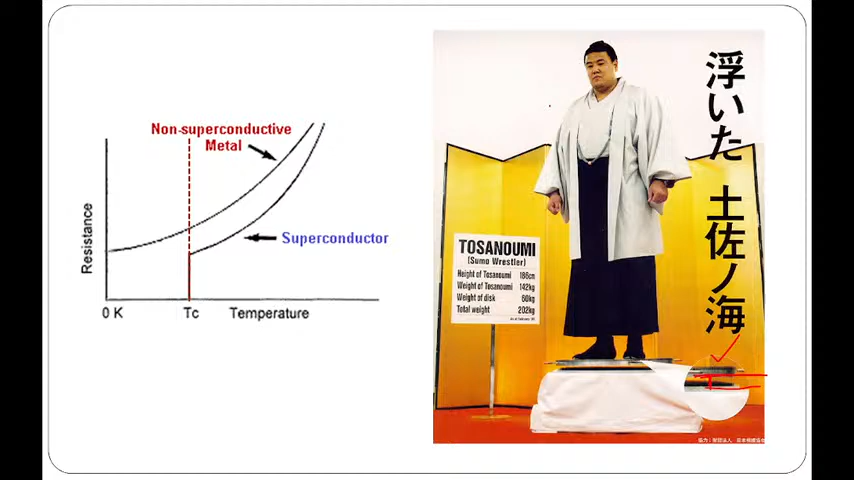 Non-superconductive
Metal
Superconductor
Resistance
0 K
Tc
Temperature
浮いた 土佐ノ海
TOSANOUMI
(Sumo Wrestler)
Height of Tosanoumi 186cm
Weight of Tosanoumi 142kg
Weight of disk 60kg
Total weight 202kg